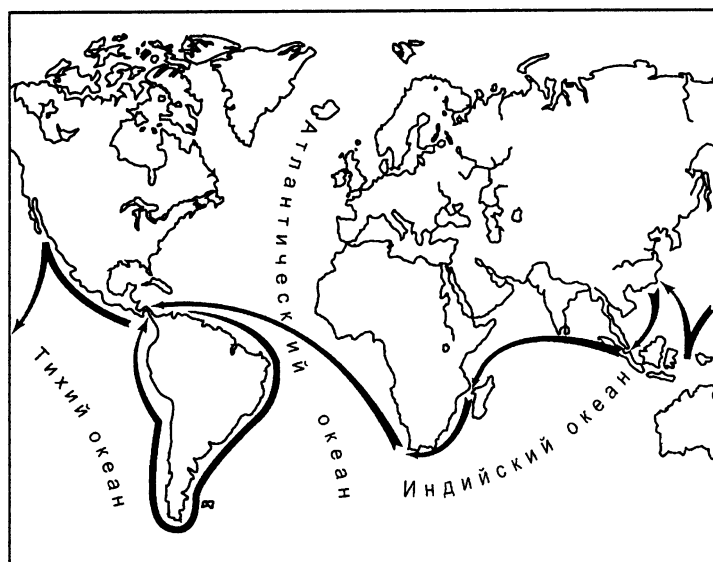 Атлантический океан
Тихий океан
Индийский океан